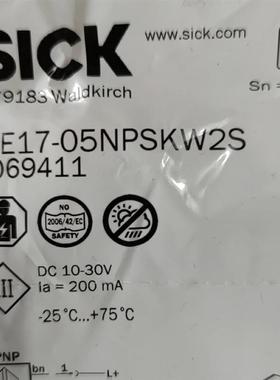 SICK
www.sick.com
79183 Waldkirch
Sn =
E17-05NPSKW2S
069411
NO
2006/42/EC
SAFETY
DC 10-30V
Ia = 200 mA
III
-25°C...+75°C
PNP
bn 1 L+